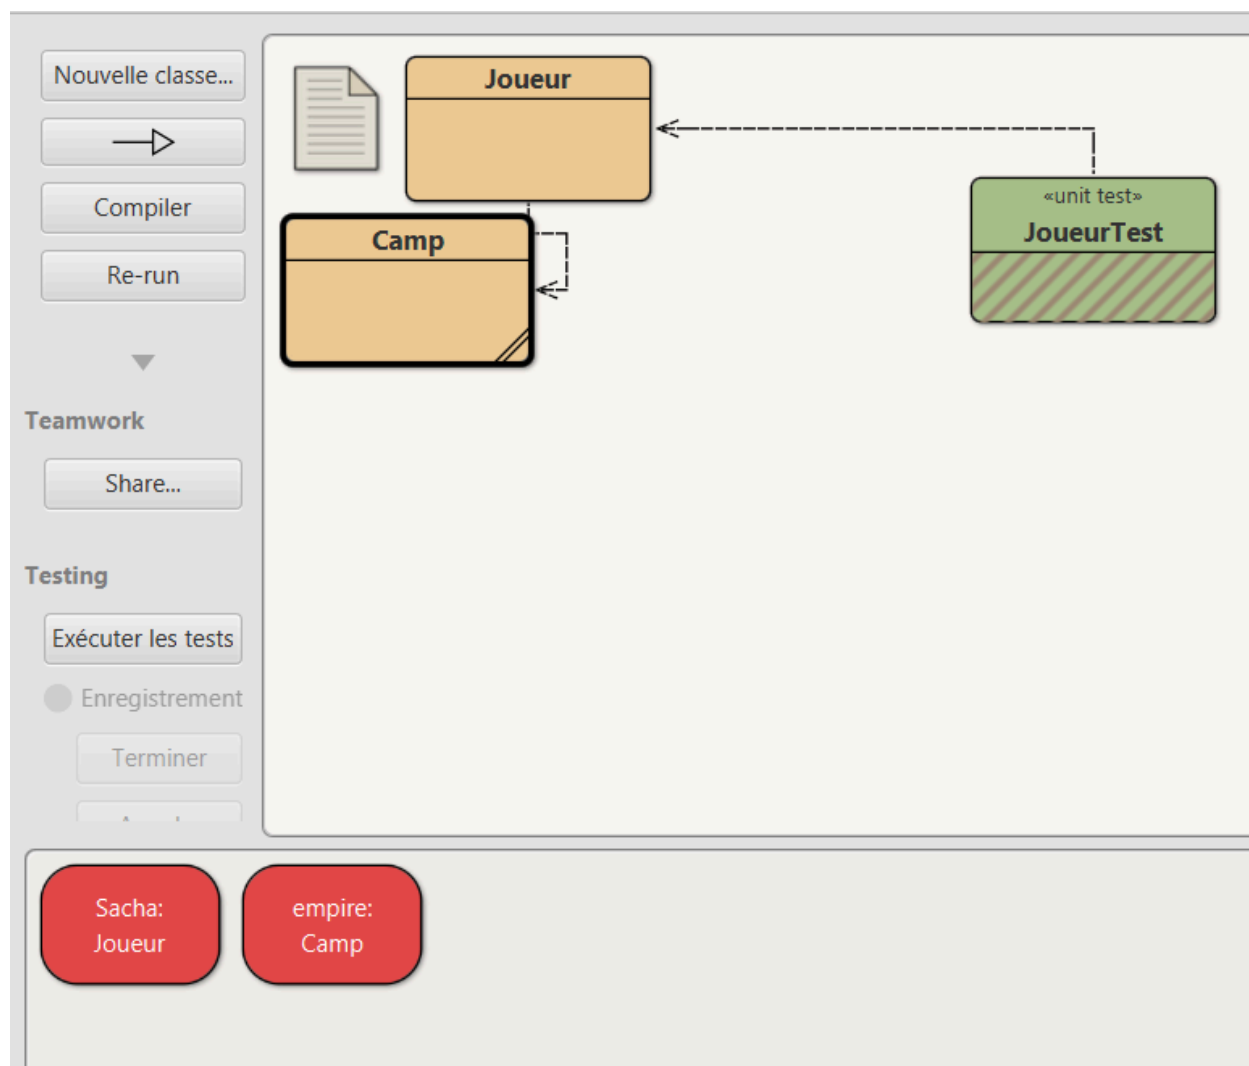 Nouvelle classe...
Compiler
Re-run
Teamwork
Share...
Testing
Exécuter les tests
Enregistrement
Terminer
Joueur
Camp
«unit test»
JoueurTest
Sacha:
Joueur
empire:
Camp